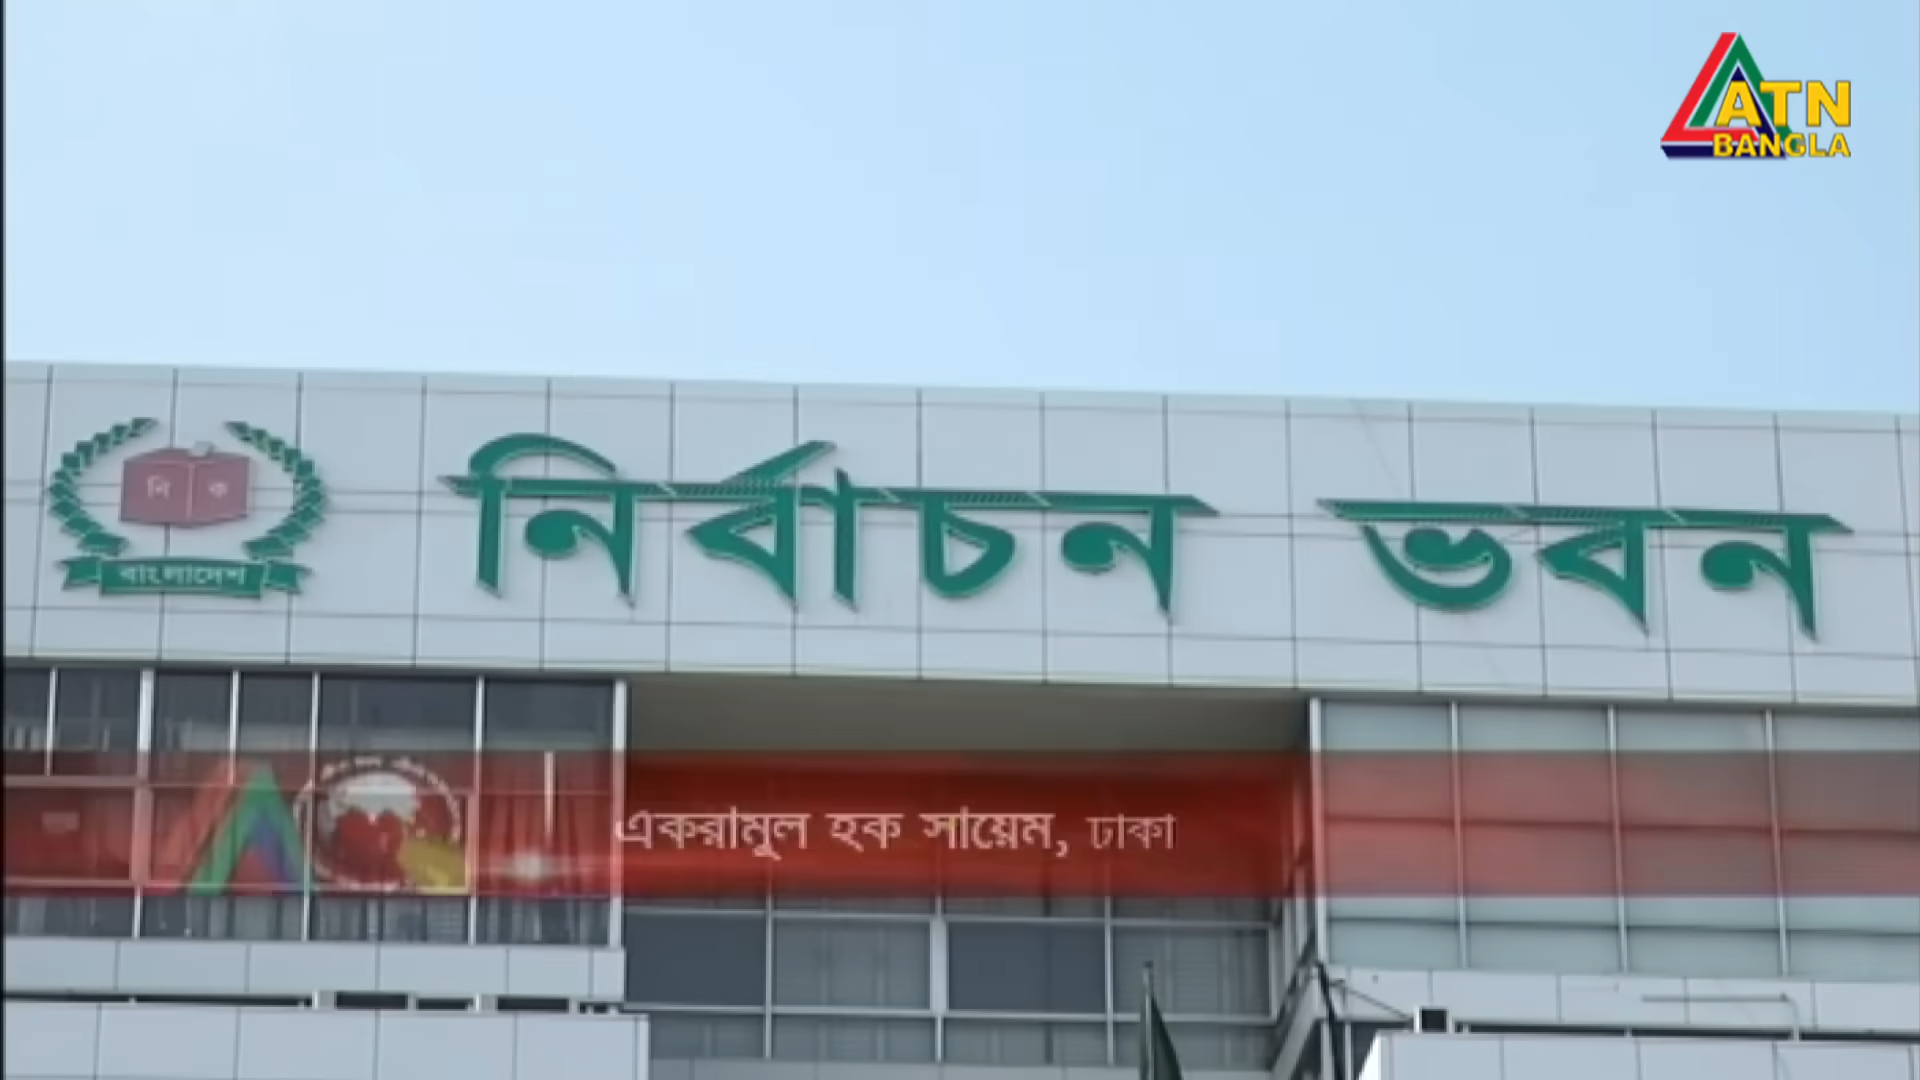 ATN
BANGLA
নির্বাচন ভবন
নি ক
বাংলাদেশ
একরামুল হক সায়েম, ঢাকা